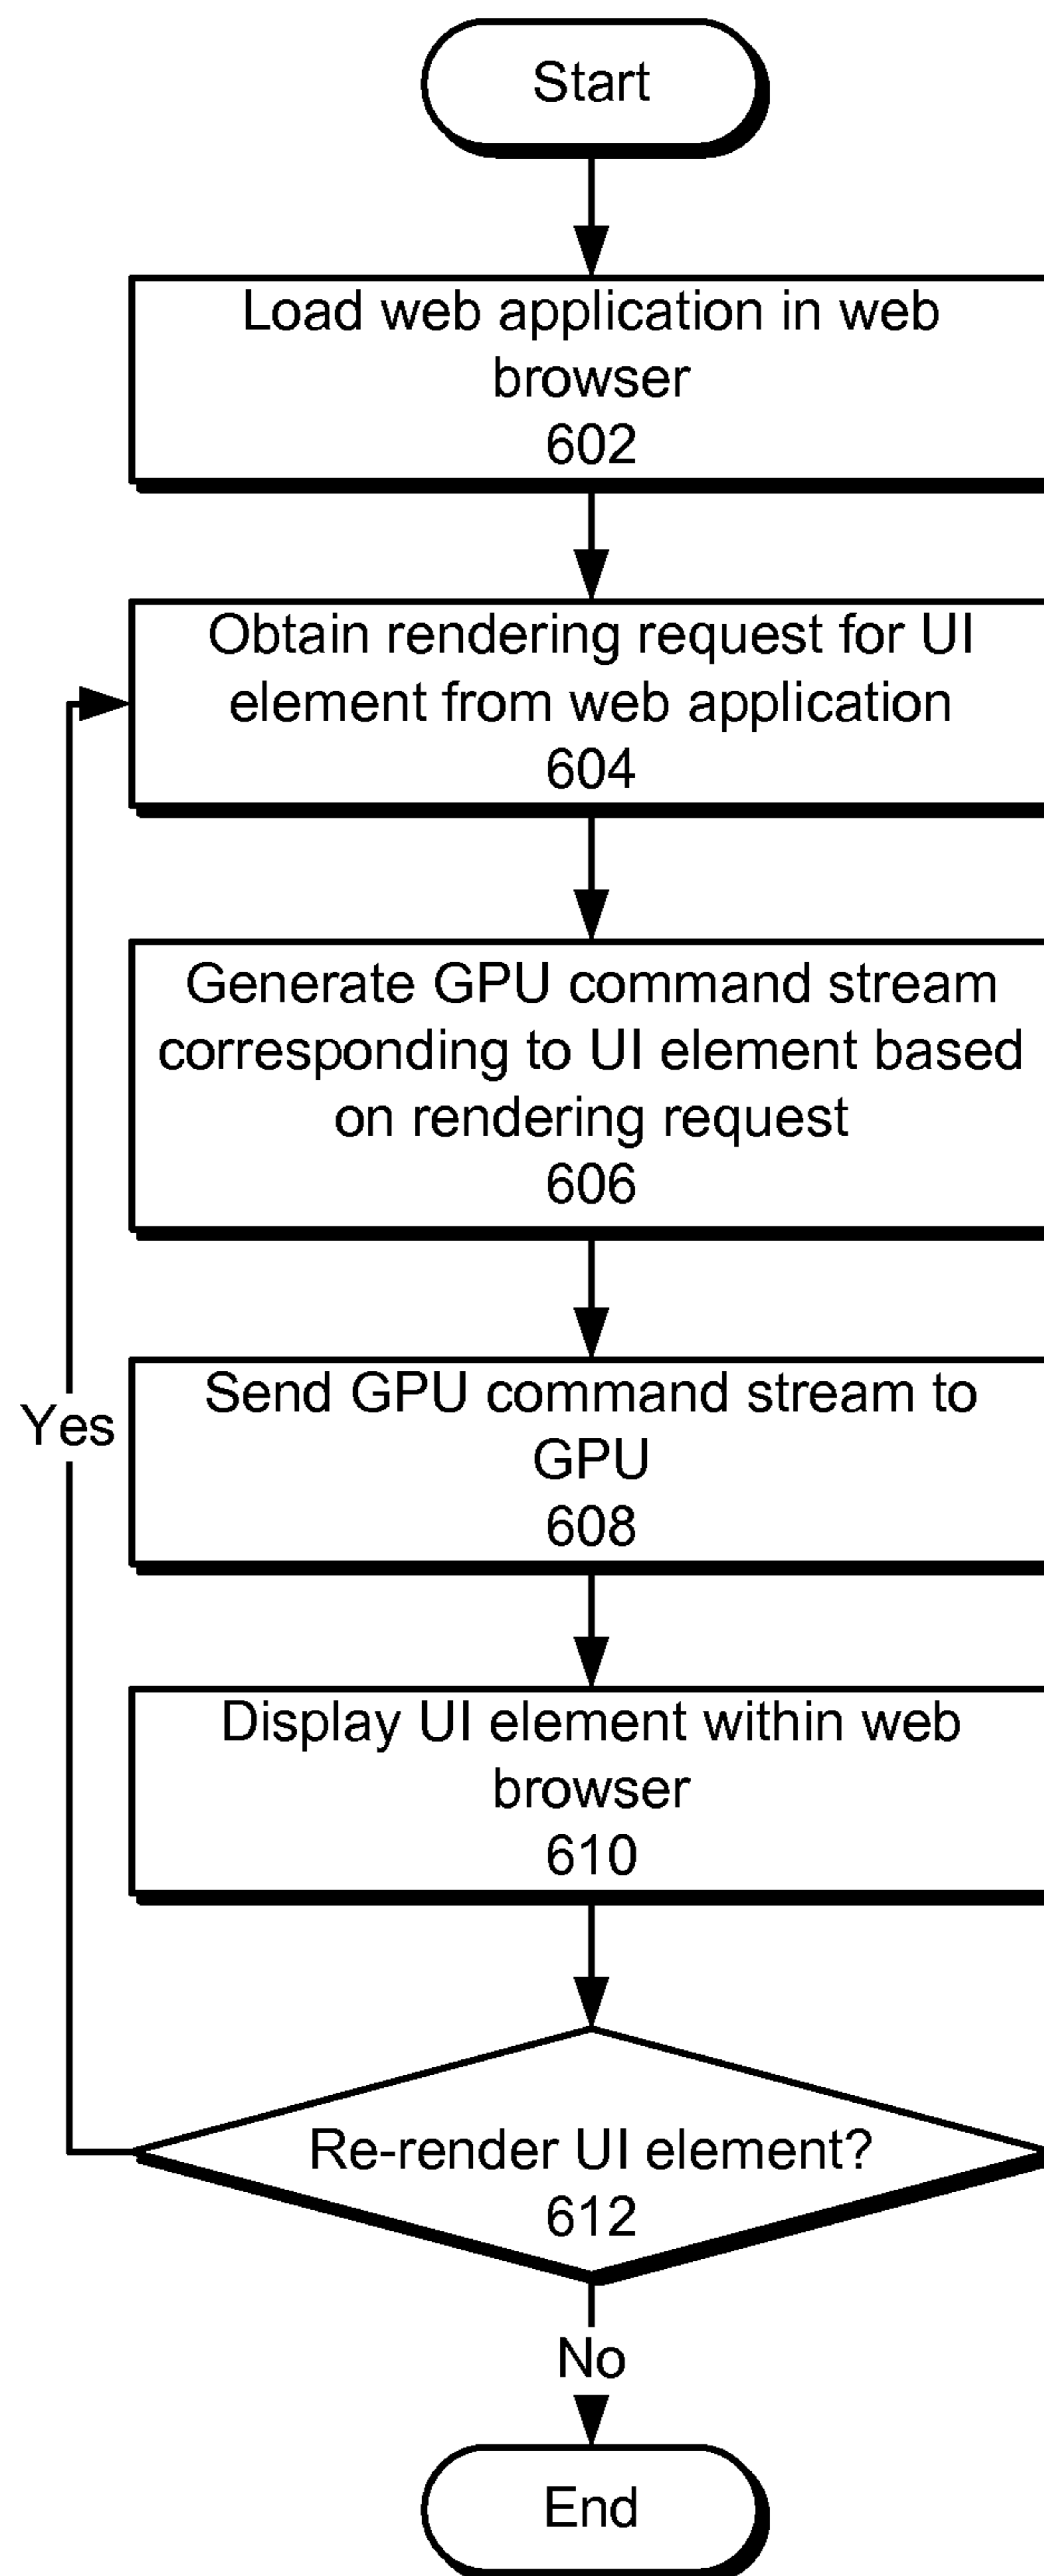 Start
Load web application in web
browser
602
Obtain rendering request for UI
element from web application
604
Generate GPU command stream
corresponding to UI element based
on rendering request
606
Send GPU command stream to
GPU
608
Yes
Display UI element within web
browser
610
Re-render UI element?
612
No
End